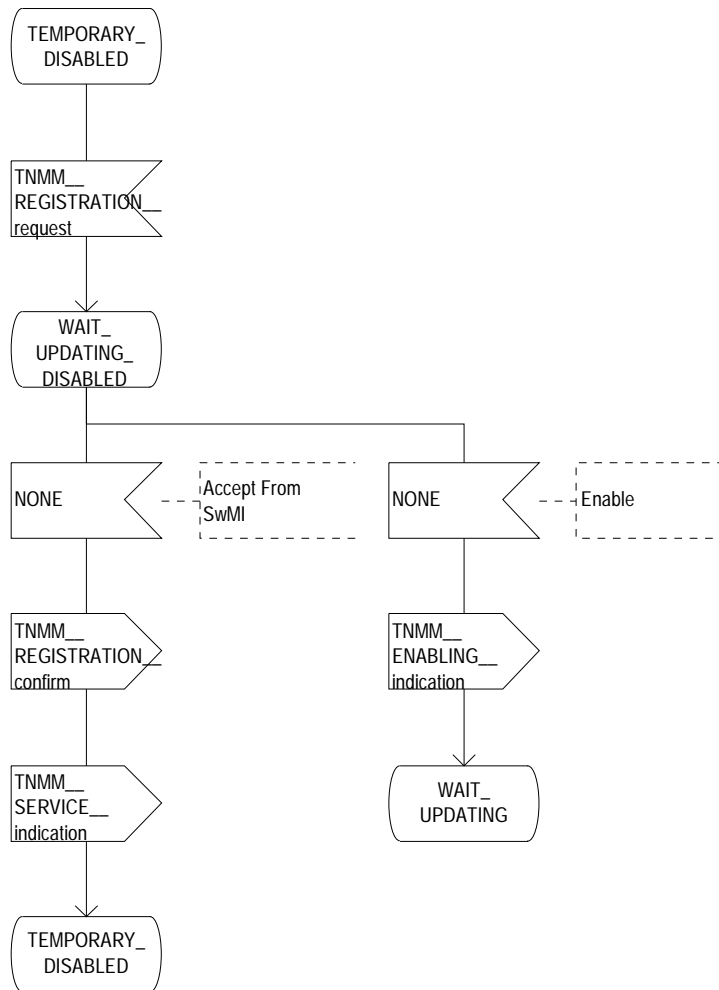 TEMPORARY_
DISABLED
TNMM__
REGISTRATION__
request
WAIT_
UPDATING_
DISABLED
NONE
Accept From
SwMI
NONE
Enable
TNMM__
REGISTRATION__
confirm
TNMM__
ENABLING__
indication
TNMM__
SERVICE__
indication
WAIT_
UPDATING
TEMPORARY_
DISABLED